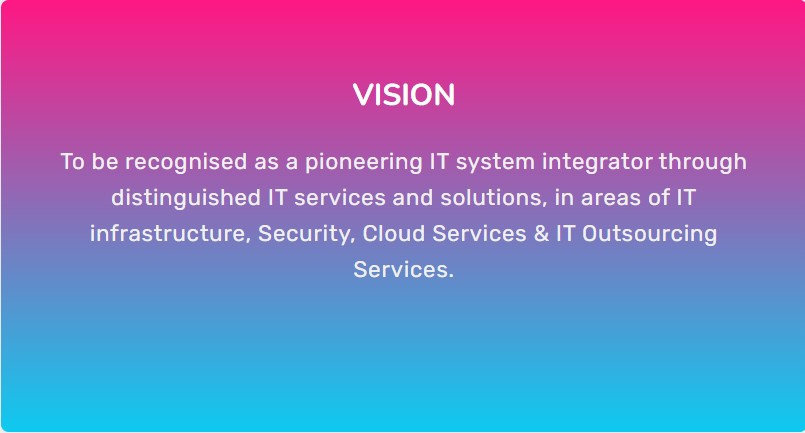 VISION
To be recognised as a pioneering IT system integrator through
distinguished IT services and solutions, in areas of IT
infrastructure, Security, Cloud Services & IT Outsourcing
Services.